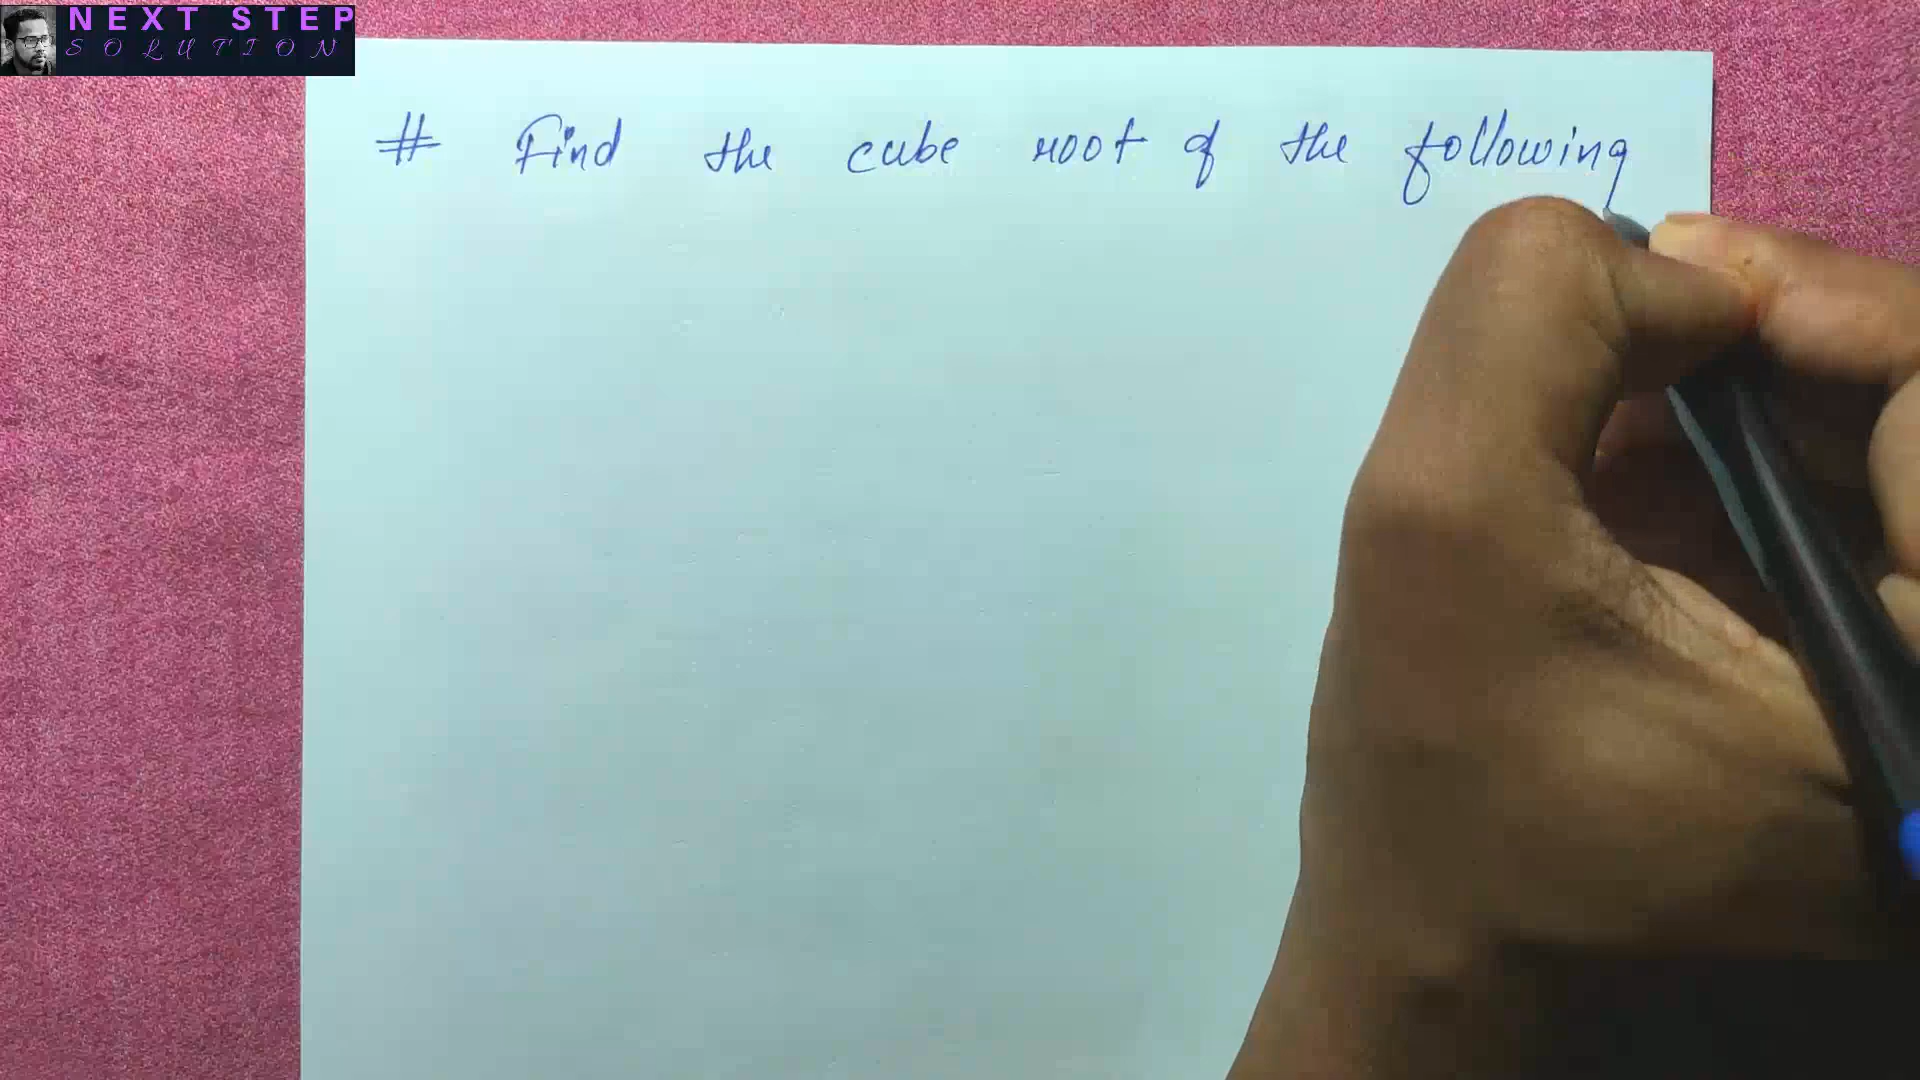 NEXT STEP
SOLUTION
# Find the cube root of the following